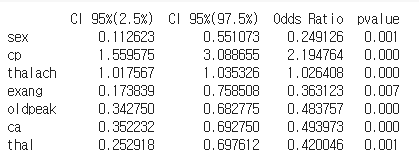 CI 95%(2.5%) CI 95%(97.5%) Odds Ratio pvalue
sex 0.112623 0.551073 0.249126 0.001
cp 1.559575 3.088655 2.194764 0.000
thalach 1.017567 1.035326 1.026408 0.000
exang 0.173839 0.758508 0.363123 0.007
oldpeak 0.342750 0.682775 0.483757 0.000
ca 0.352232 0.692750 0.493973 0.000
thal 0.252918 0.697612 0.420046 0.001